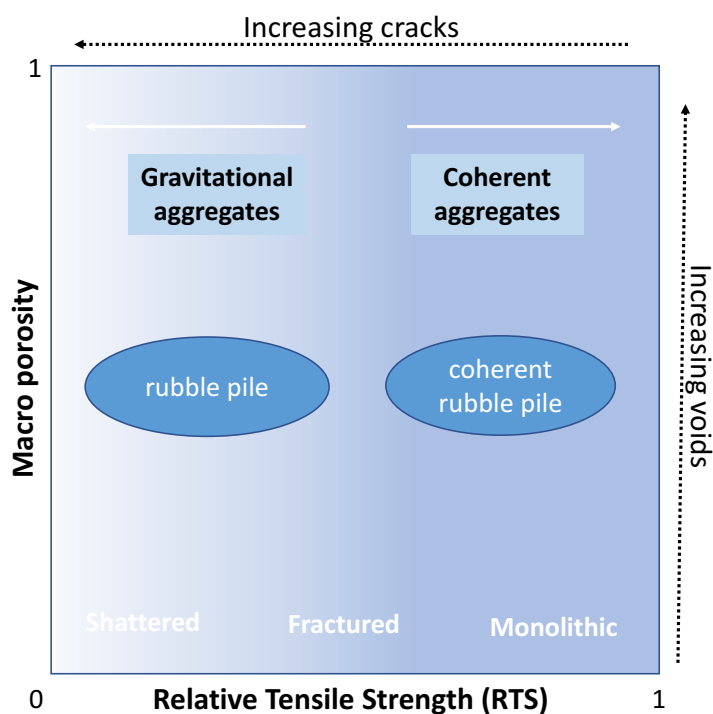 Increasing cracks
1
Gravitational
aggregates
Coherent
aggregates
Macro porosity
Increasing voids
rubble pile
coherent
rubble pile
Shattered
Fractured
Monolithic
0
Relative Tensile Strength (RTS)
1